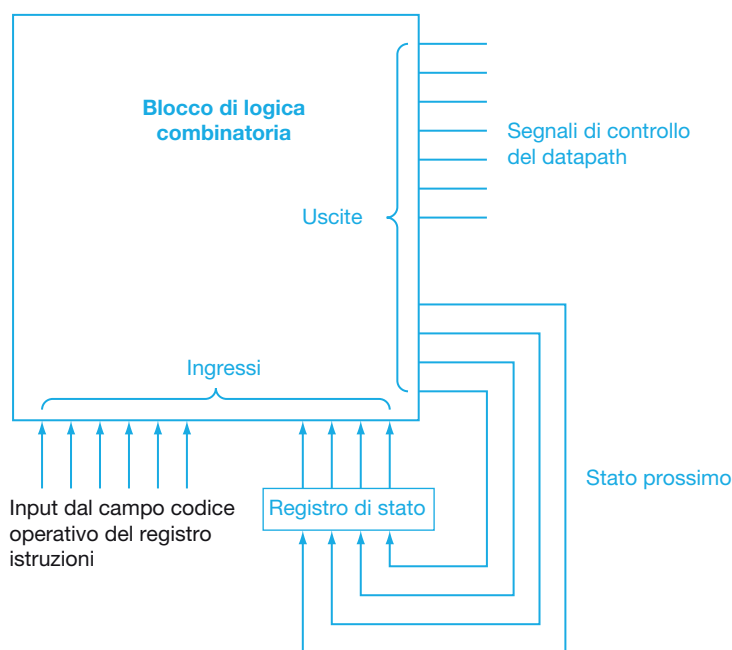 Blocco di logica
combinatoria
Segnali di controllo
del datapath
Uscite
Ingressi
Input dal campo codice
operativo del registro
istruzioni
Registro di stato
Stato prossimo